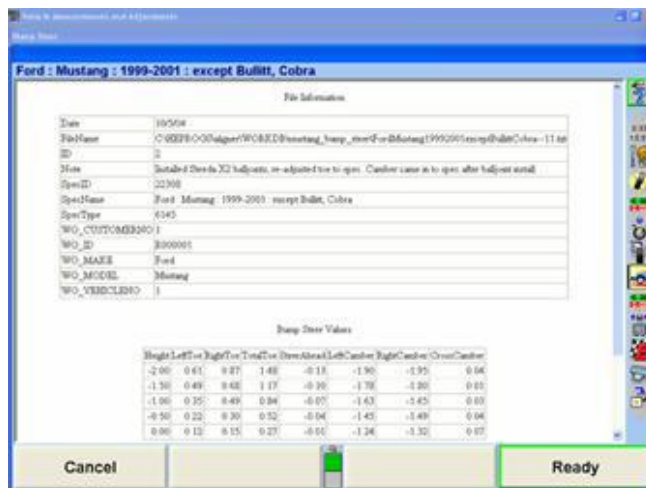 Ford : Mustang : 1999-2001 : except Bullitt, Cobra
File Information
Date 10/5/04
FileName
ID 2
Note Installed Steeda X2 balljoints, re-adjusted toe to spec. Camber came in to spec after balljoint install.
SpecID 22308
SpecName Ford : Mustang : 1999-2001 : except Bullitt, Cobra
SpecType 6145
WO_CUSTOMERNO 1
WO_ID R000001
WO_MAKE Ford
WO_MODEL Mustang
WO_VEHICLENO 1
Bump Steer Values
Height LeftToe RightToe TotalToe SteerAhead LeftCamber RightCamber CrossCamber
-2.00 0.61 0.87 1.48 -0.13 -1.90 -1.95 0.04
-1.50 0.49 0.68 1.17 -0.10 -1.78 -1.80 0.03
-1.00 0.35 0.49 0.84 -0.07 -1.63 -1.65 0.03
-0.50 0.22 0.30 0.52 -0.04 -1.45 -1.49 0.04
0.00 0.12 0.15 0.27 -0.01 -1.24 -1.32 0.07
Cancel
Ready